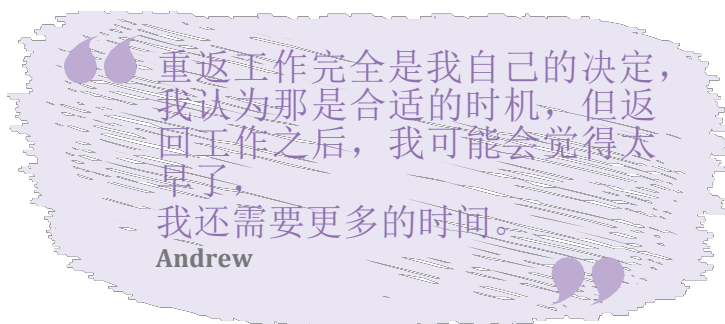 重返工作完全是我自己的决定，
我认为那是合适的时机，但返
回工作之后，我可能会觉得太
早了，
我还需要更多的时间。
Andrew